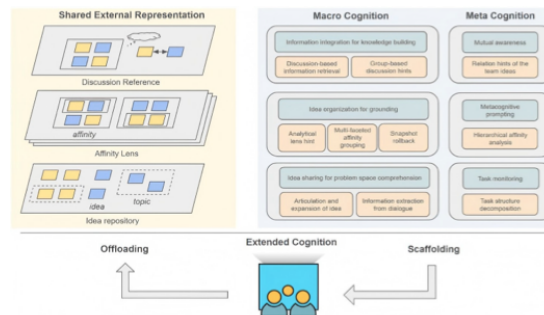 Shared External Representation
Discussion Reference
affinity
Affinity Lens
idea
topic
Idea repository
Macro Cognition
Information integration for knowledge building
Discussion-based
information retrieval
Group-based
discussion hints
Idea organization for grounding
Analytical
lens hint
Multi-faceted
affinity
grouping
Snapshot
rollback
Idea sharing for problem space comprehension
Articulation and
expansion of idea
Information extraction
from dialogue
Meta Cognition
Mutual awareness
Relation hints of the
team ideas
Metacognitive
prompting
Hierarchical affinity
analysis
Task monitoring
Task structure
decomposition
Offloading
Extended Cognition
Scaffolding